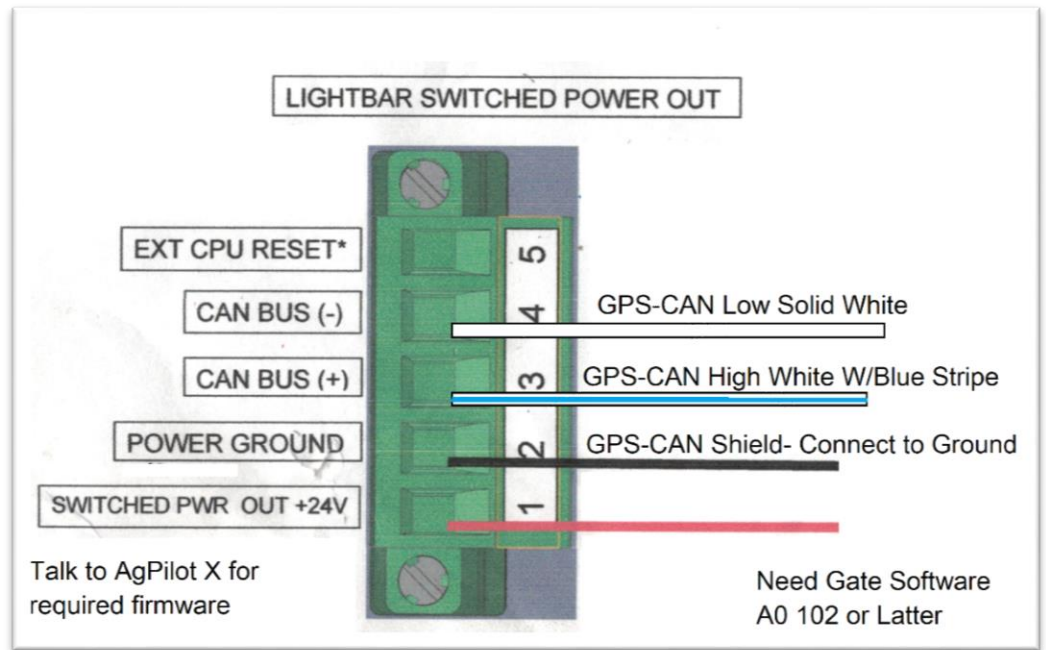 LIGHTBAR SWITCHED POWER OUT
EXT CPU RESET*
5
CAN BUS (-)
4
GPS-CAN Low Solid White
CAN BUS (+)
3
GPS-CAN High White W/Blue Stripe
POWER GROUND
2
GPS-CAN Shield- Connect to Ground
SWITCHED PWR OUT +24V
1
Talk to AgPilot X for
required firmware
Need Gate Software
A0 102 or Latter